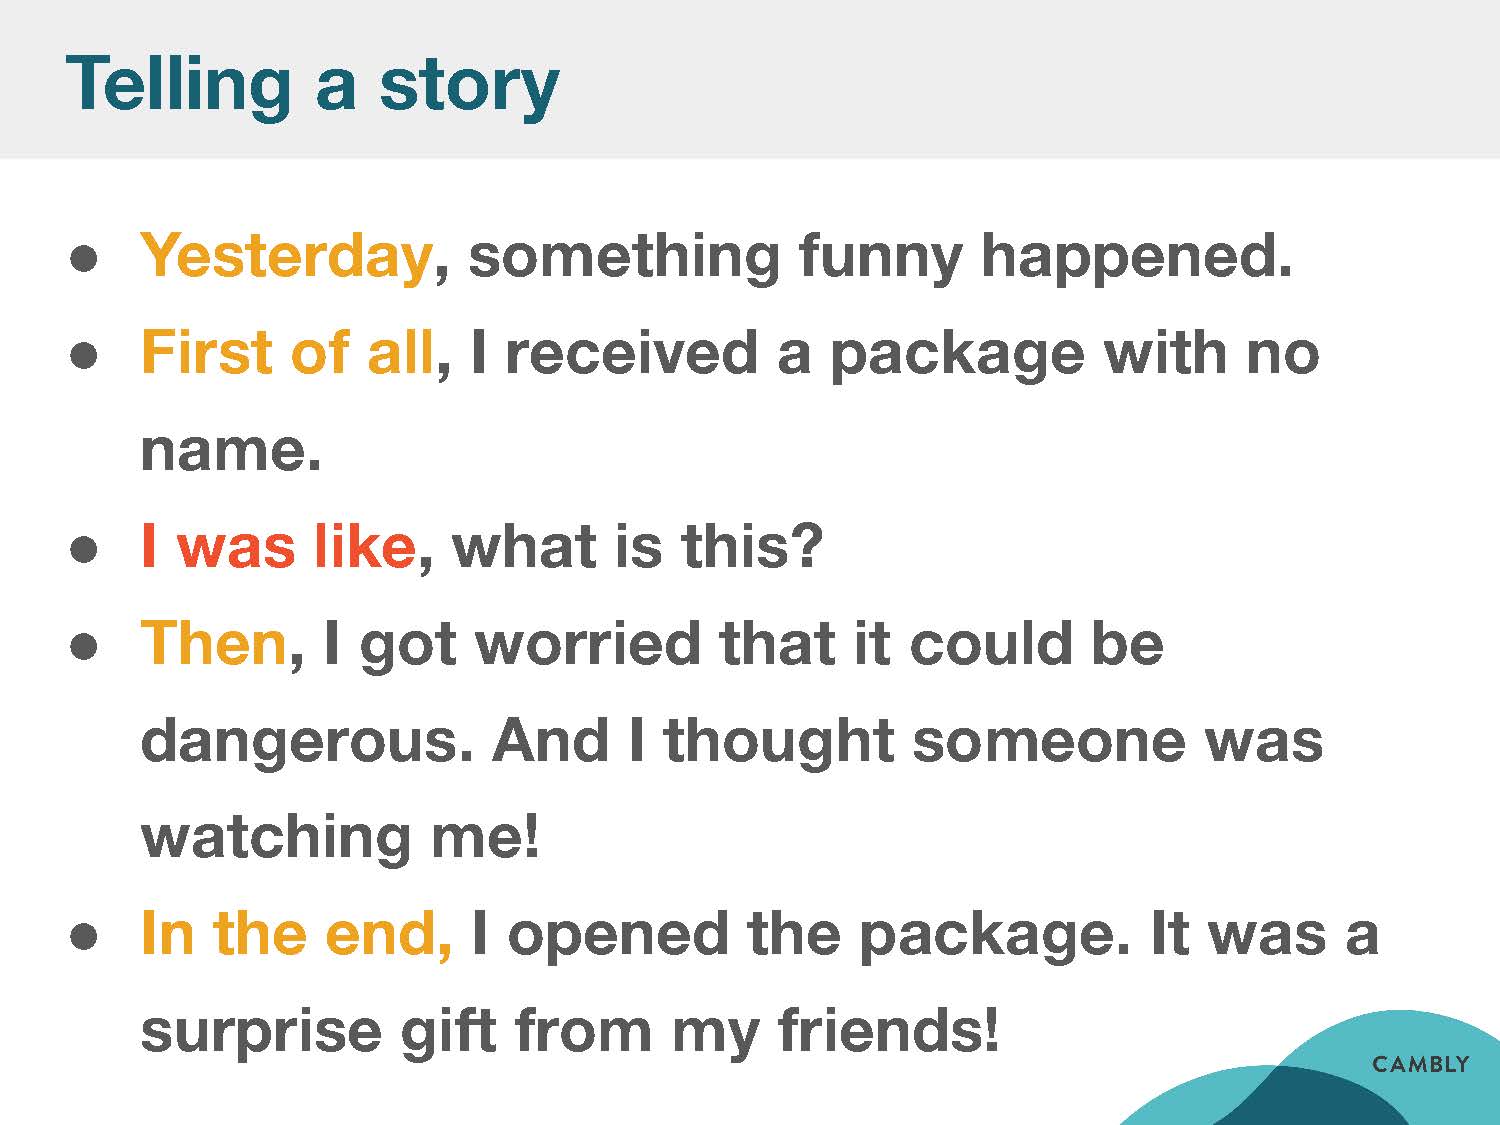 Telling a story
● Yesterday, something funny happened.
● First of all, I received a package with no
name.
● I was like, what is this?
● Then, I got worried that it could be
dangerous. And I thought someone was
watching me!
● In the end, I opened the package. It was a
surprise gift from my friends!
CAMBLY